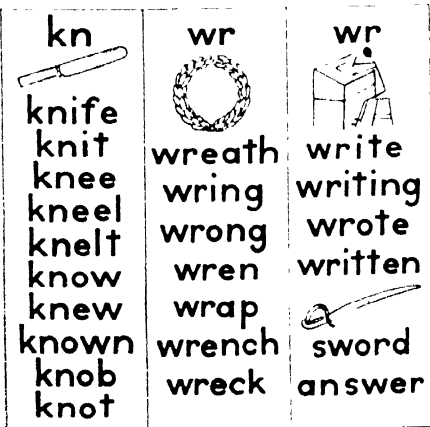 kn
knife
knit
knee
kneel
knelt
know
knew
known
knob
knot
wr
wreath
wring
wrong
wren
wrap
wrench
wreck
wr
write
writing
wrote
written
sword
answer